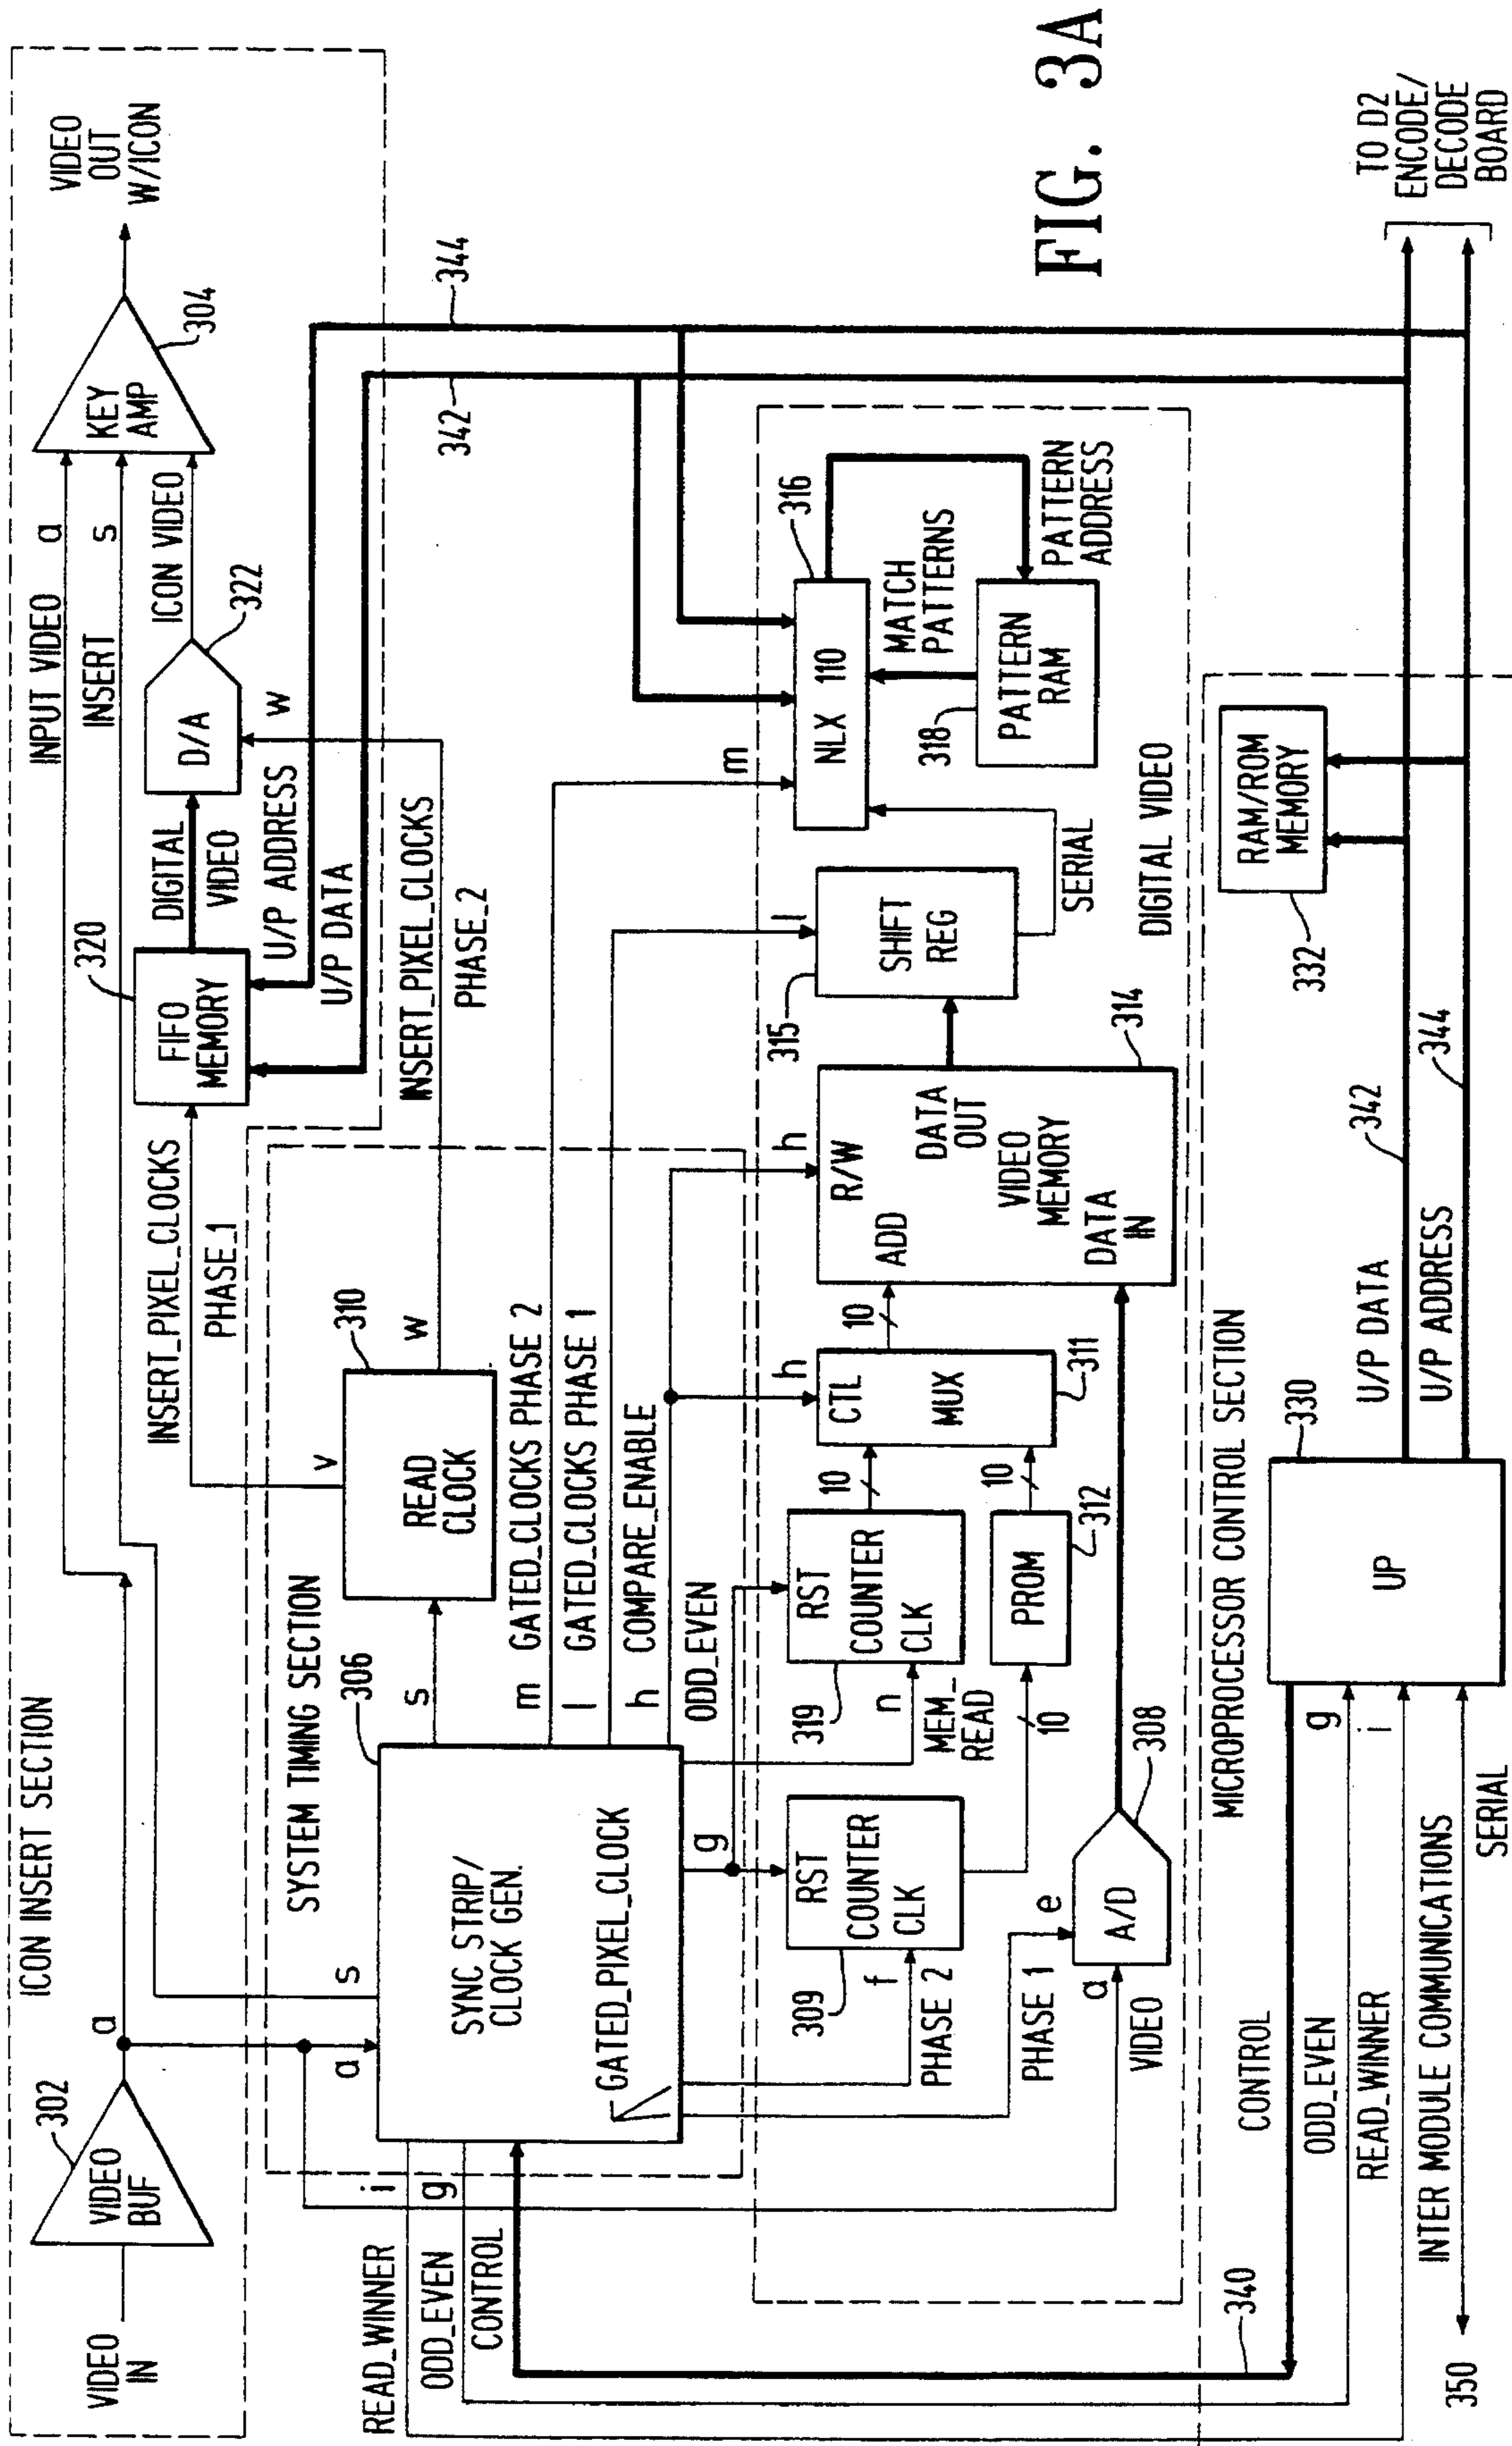 ICON INSERT SECTION
VIDEO
IN
VIDEO
BUF
302
a
INPUT VIDEO
a
INSERT
s
ICON VIDEO
KEY
AMP
304
VIDEO
OUT
W/ICON
320
FIFO
MEMORY
DIGITAL
VIDEO
D/A
322
w
U/P ADDRESS
U/P DATA
INSERT_PIXEL_CLOCKS
PHASE_1
INSERT_PIXEL_CLOCKS
PHASE_2
SYSTEM TIMING SECTION
s
a
306
SYNC STRIP/
CLOCK GEN.
GATED_PIXEL_CLOCK
s
v
READ
CLOCK
310
w
m GATED_CLOCKS PHASE 2
l GATED_CLOCKS PHASE 1
h COMPARE_ENABLE
ODD_EVEN
i
g
READ_WINNER
ODD_EVEN
CONTROL
g
342
344
FIG. 3A
RST
COUNTER
CLK
309
f
PHASE 2
PHASE 1
e
a
VIDEO
A/D
308
RST
COUNTER
CLK
319
n
MEM_
READ
10
PROM
312
10
10
h
CTL
MUX
311
10
h
R/W
ADD
DATA
OUT
VIDEO
MEMORY
DATA
IN
314
l
SHIFT
REG
315
SERIAL
m
NLX 110
316
MATCH
PATTERNS
PATTERN
RAM
318
PATTERN
ADDRESS
DIGITAL VIDEO
MICROPROCESSOR CONTROL SECTION
CONTROL
ODD_EVEN
g
READ_WINNER
i
INTER MODULE COMMUNICATIONS
SERIAL
340
350
UP
330
U/P DATA
U/P ADDRESS
342
344
RAM/ROM
MEMORY
332
TO D2
ENCODE/
DECODE
BOARD